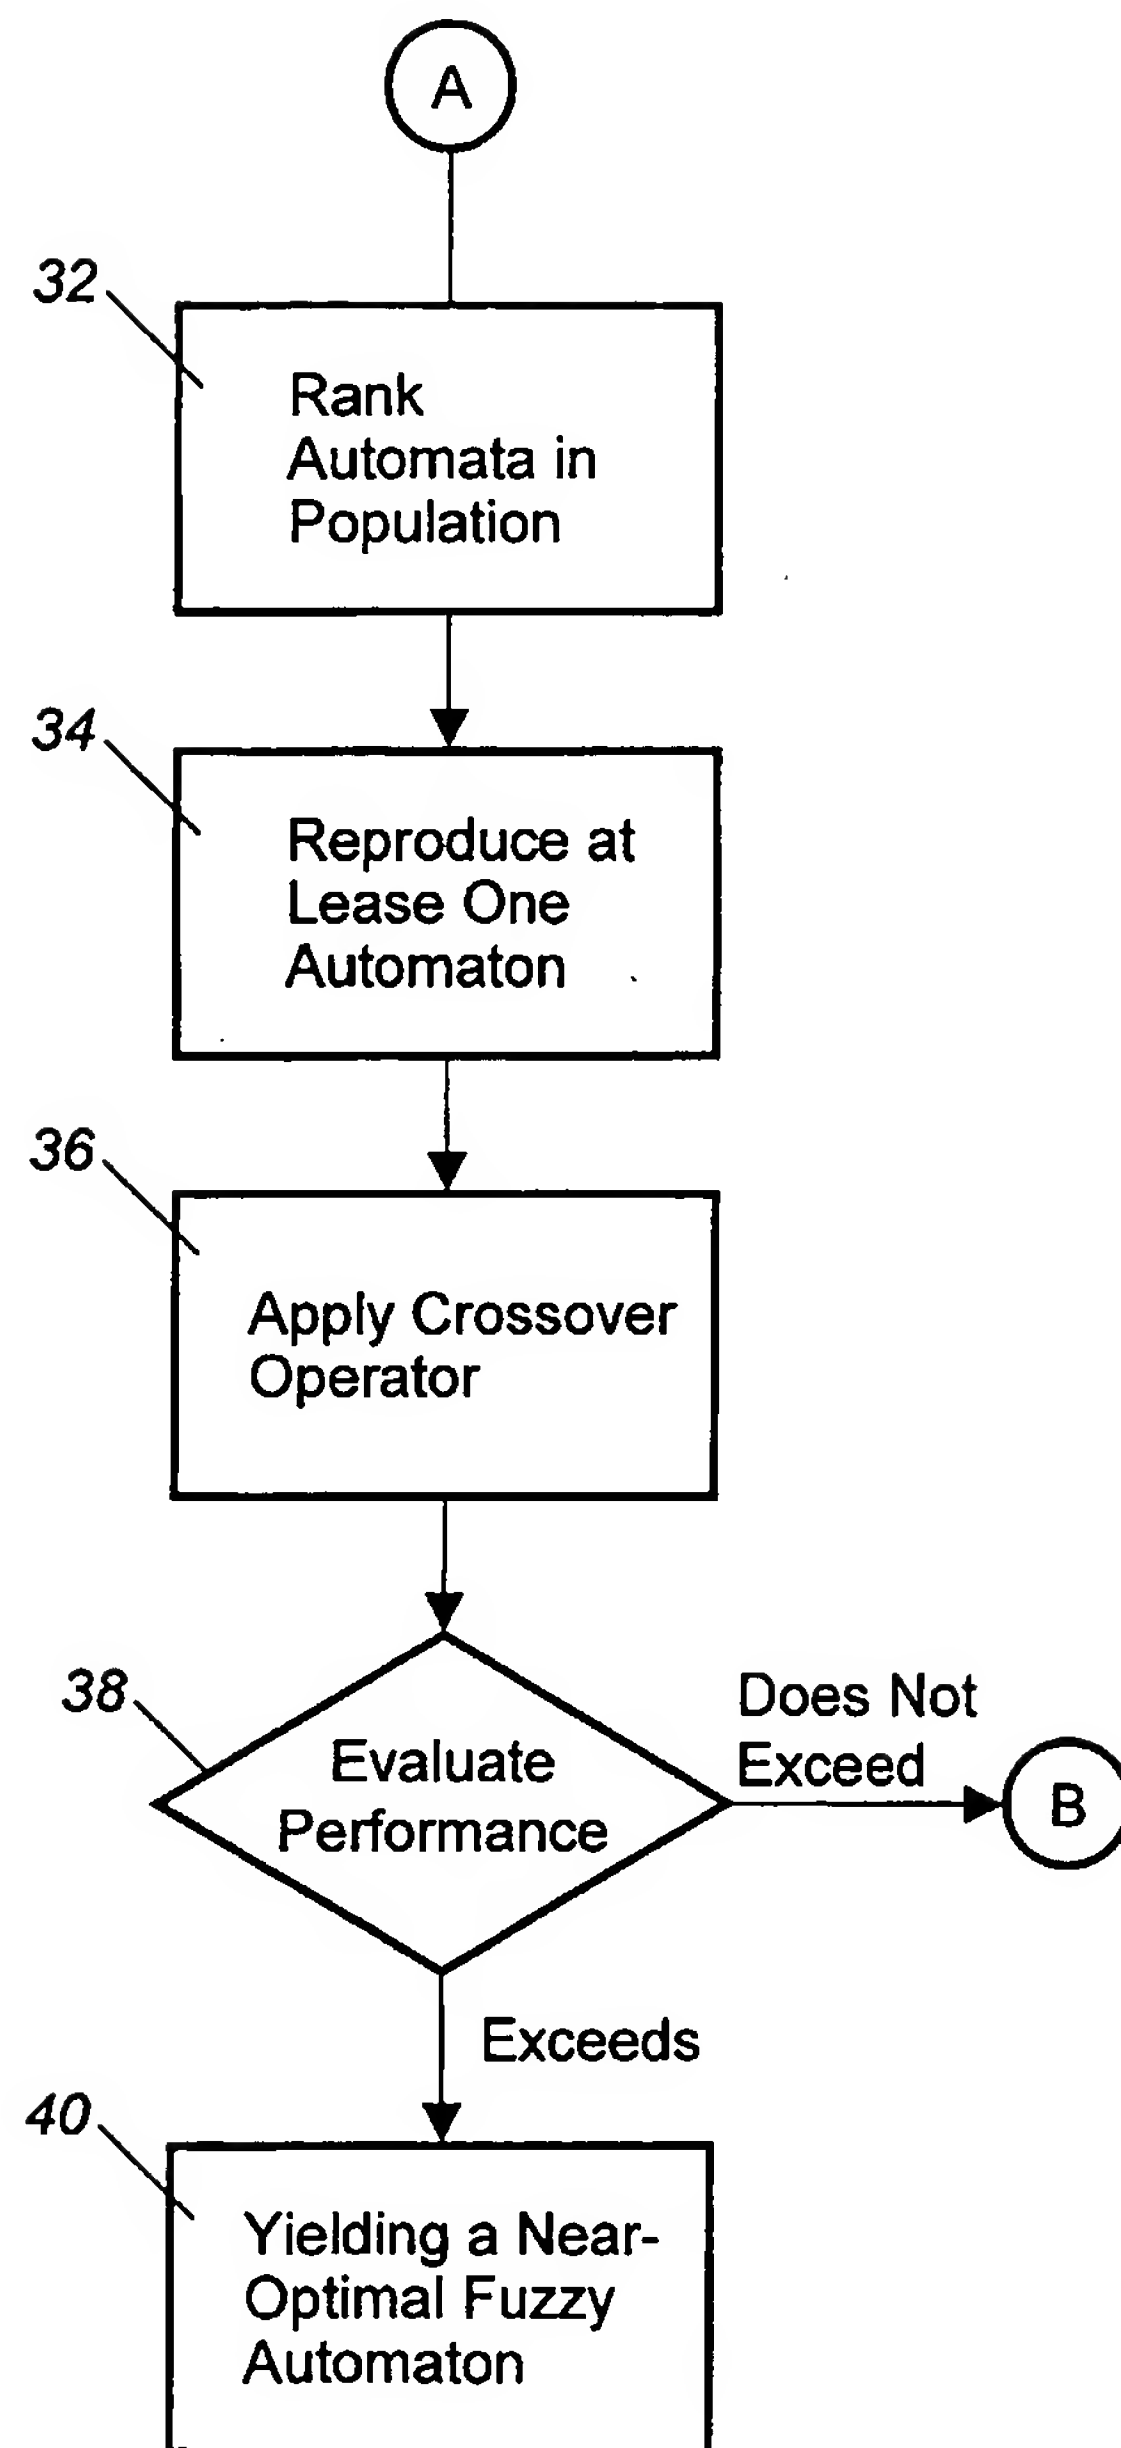 A
32
Rank
Automata in
Population
34
Reproduce at
Lease One
Automaton
36
Apply Crossover
Operator
38
Evaluate
Performance
Does Not
Exceed
B
Exceeds
40
Yielding a Near-
Optimal Fuzzy
Automaton